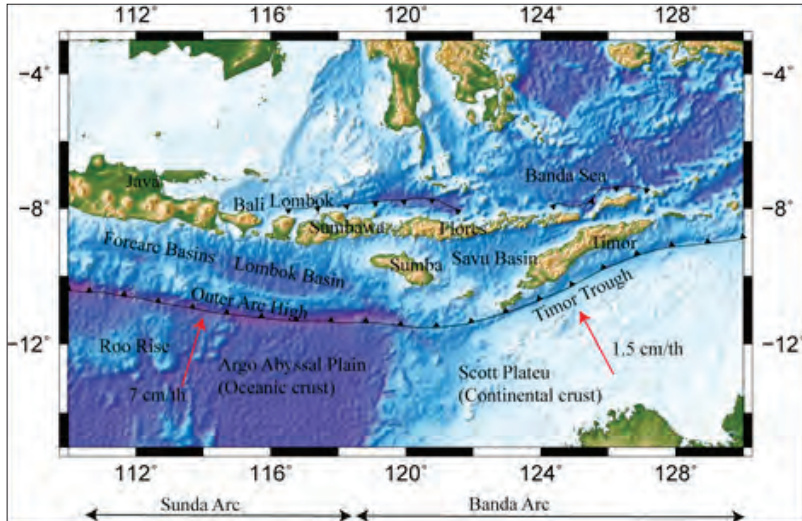 112° 116° 120° 124° 128°
−4°
−8°
−12°
−4°
−8°
−12°
Java
Bali
Lombok
Sumbawa
Flores
Banda Sea
Forearc Basins
Lombok Basin
Sumba
Savu Basin
Timor
Outer Arc High
Timor Trough
Roo Rise
Argo Abyssal Plain
(Oceanic crust)
Scott Plateu
(Continental crust)
7 cm/th
1.5 cm/th
112° 116° 120° 124° 128°
Sunda Arc
Banda Arc